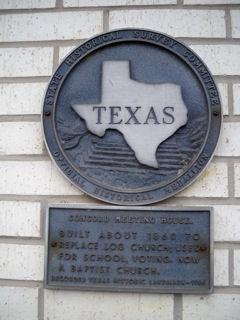 STATE HISTORICAL SURVEY COMMITTEE
TEXAS
OFFICIAL HISTORICAL MEDALLION
CONCORD MEETING HOUSE
BUILT ABOUT 1860 TO
REPLACE LOG CHURCH. USED
FOR SCHOOL, VOTING. NOW
A BAPTIST CHURCH.
RECORDED TEXAS HISTORIC LANDMARK